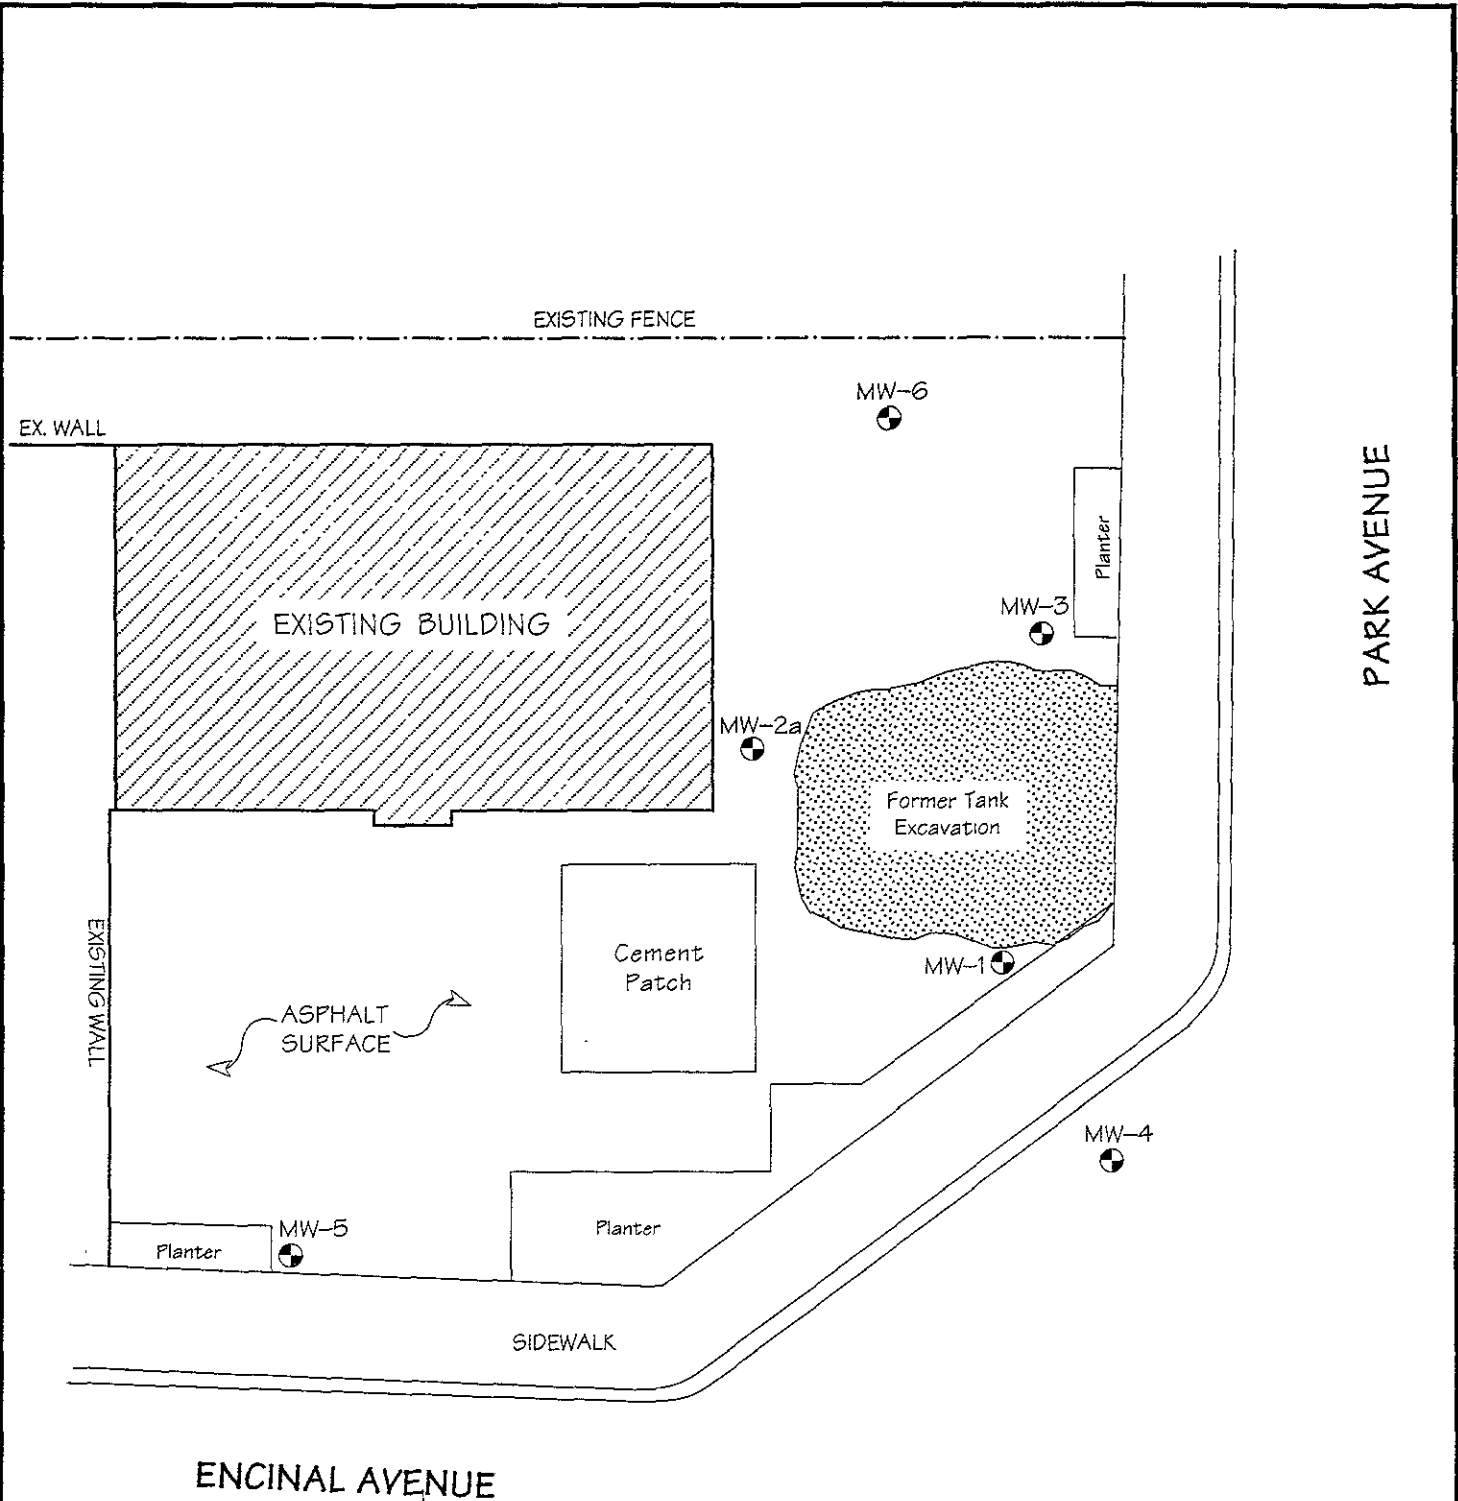 EXISTING FENCE
MW-6
EX. WALL
PARK AVENUE
Planter
MW-3
EXISTING BUILDING
MW-2a
Former Tank
Excavation
EXISTING WALL
Cement
Patch
MW-1
ASPHALT
SURFACE
MW-4
MW-5
Planter
Planter
SIDEWALK
ENCINAL AVENUE